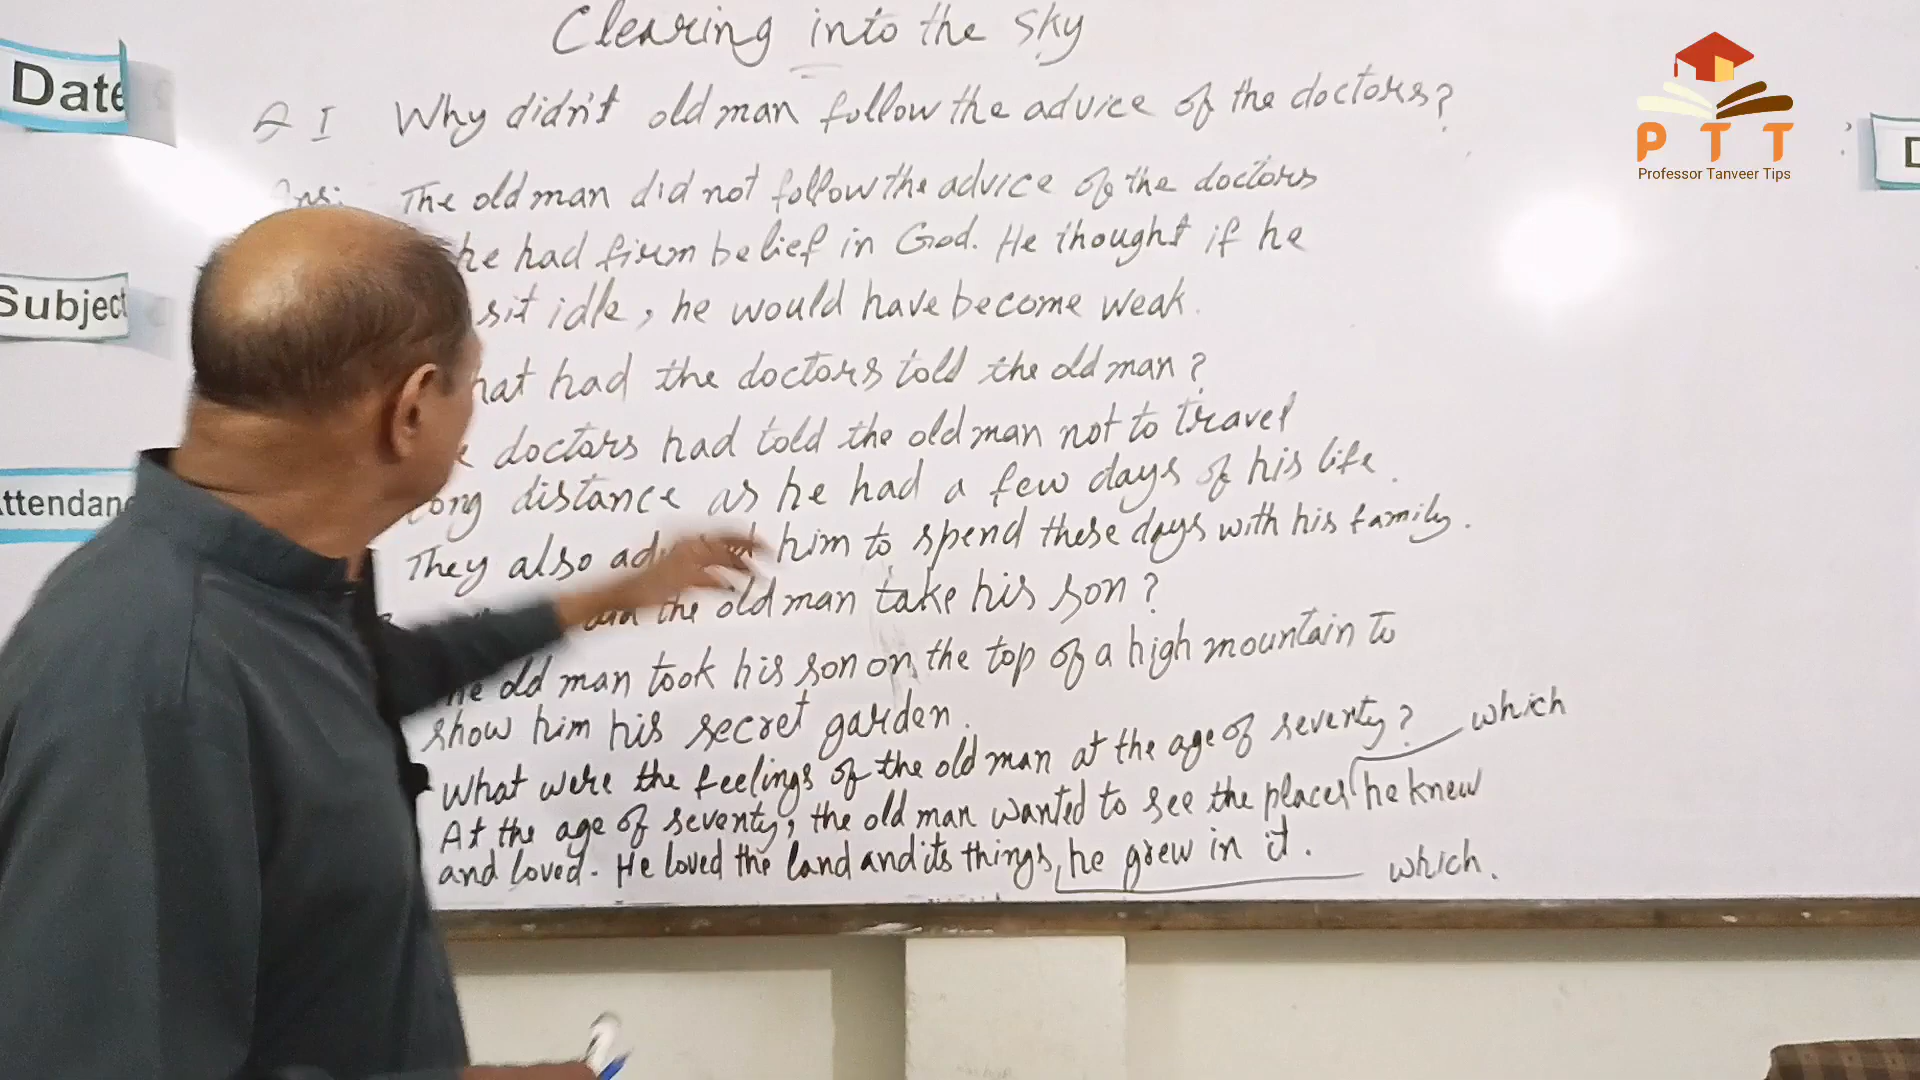 Clearing into the sky
Date
P T T
Professor Tanveer Tips
Q I Why didn't old man follow the advice of the doctors?
Ans: The old man did not follow the advice of the doctors
he had firm belief in God. He thought if he
Subject
sit idle, he would have become weak.
had the doctors told the old man?
doctors had told the old man not to travel
long distance as he had a few days of his life.
They also him to spend these days with his family.
the old man take his son?
old man took his son on the top of a high mountain to
show him his secret garden.
What were the feelings of the old man at the age of seventy? which
At the age of seventy, the old man wanted to see the places he knew
and loved. He loved the land and its things, he grew in it. which.